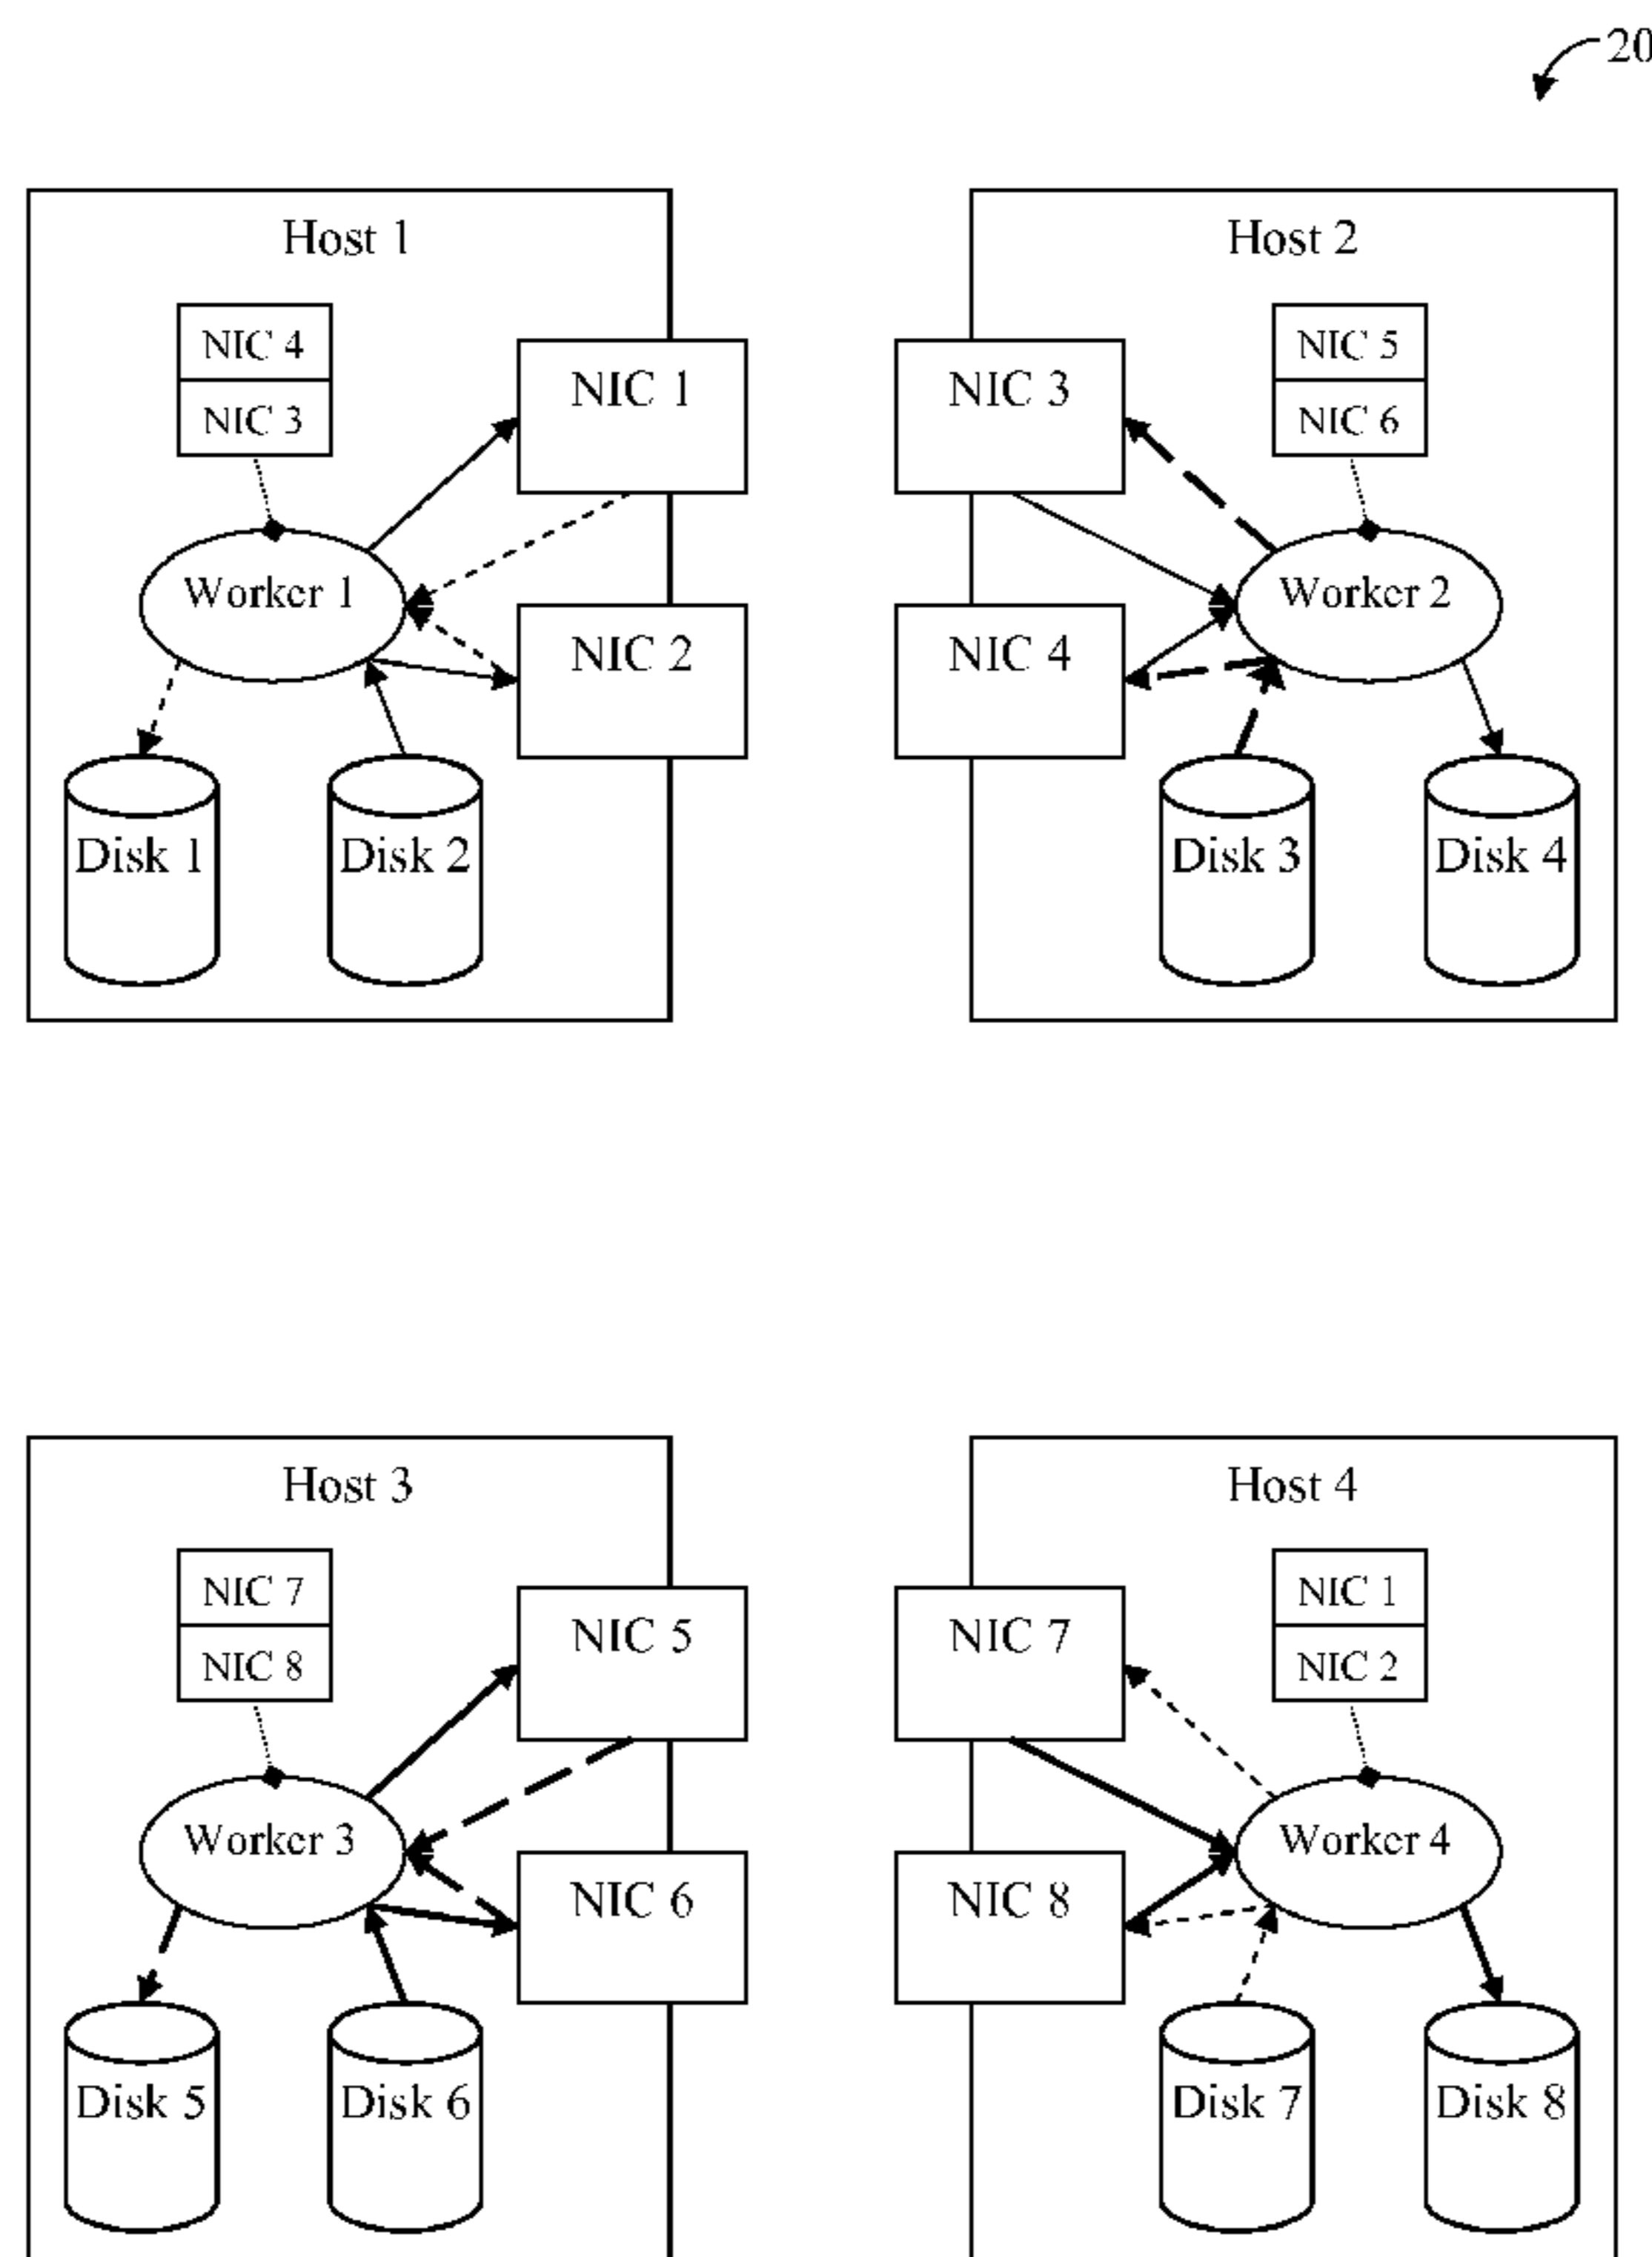 20
Host 1
NIC 4
NIC 3
NIC 1
Worker 1
NIC 2
Disk 1
Disk 2
Host 2
NIC 5
NIC 6
NIC 3
Worker 2
NIC 4
Disk 3
Disk 4
Host 3
NIC 7
NIC 8
NIC 5
Worker 3
NIC 6
Disk 5
Disk 6
Host 4
NIC 1
NIC 2
NIC 7
Worker 4
NIC 8
Disk 7
Disk 8